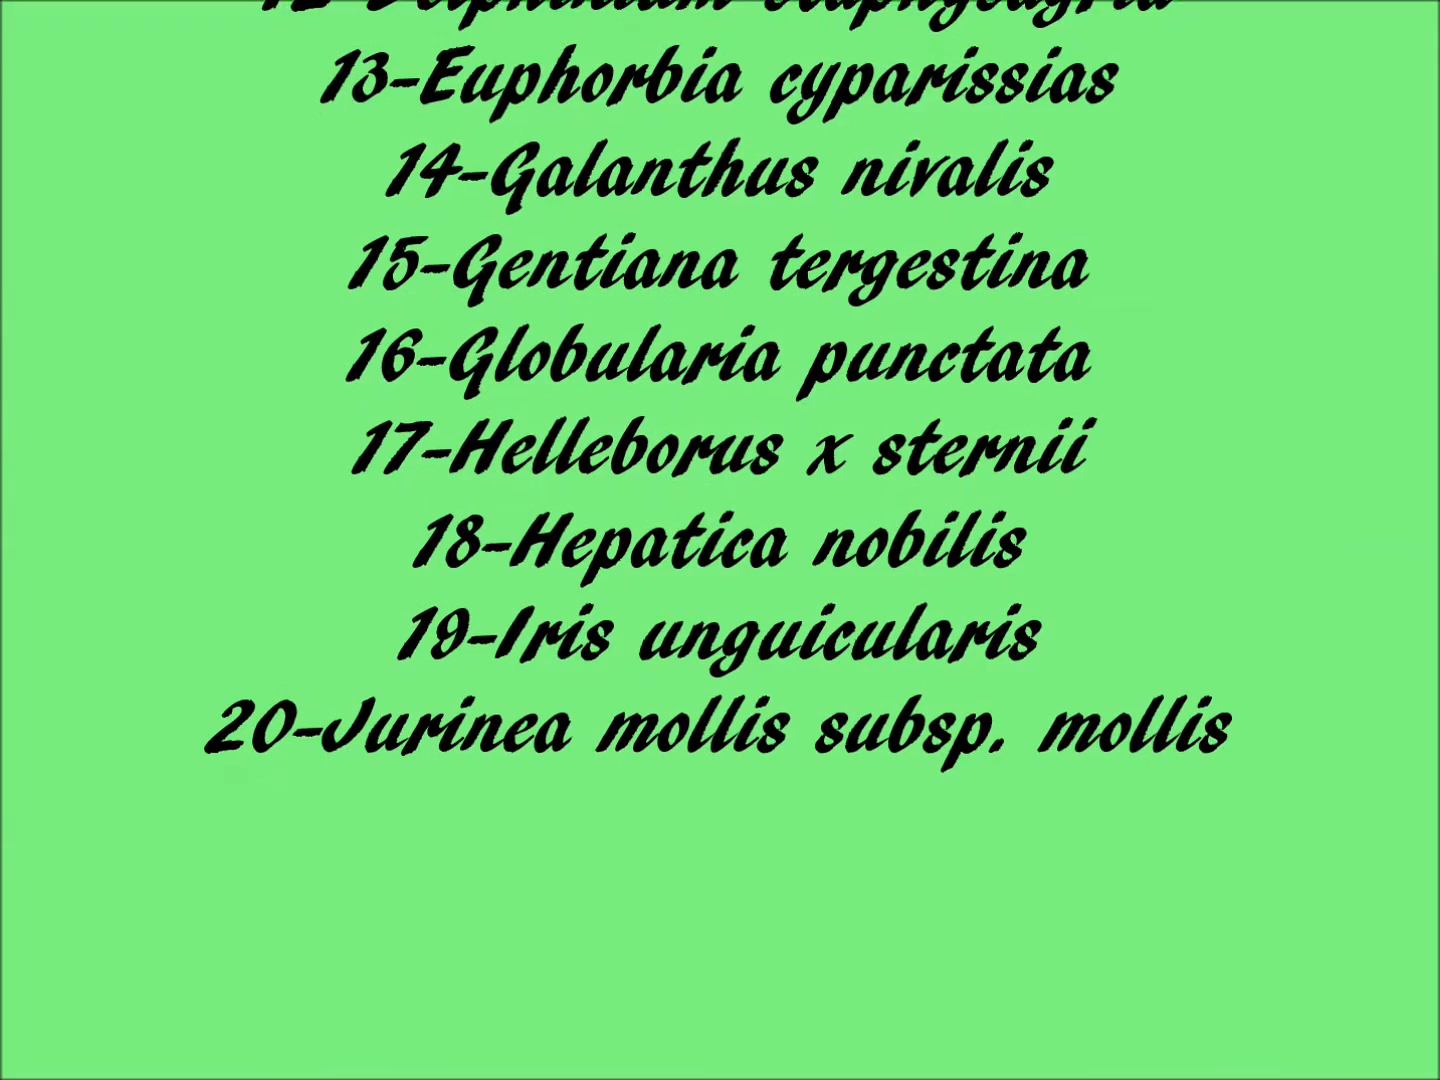 13-Euphorbia cyparissias
14-Galanthus nivalis
15-Gentiana tergestina
16-Globularia punctata
17-Helleborus x sternii
18-Hepatica nobilis
19-Iris unguicularis
20-Jurinea mollis subsp. mollis